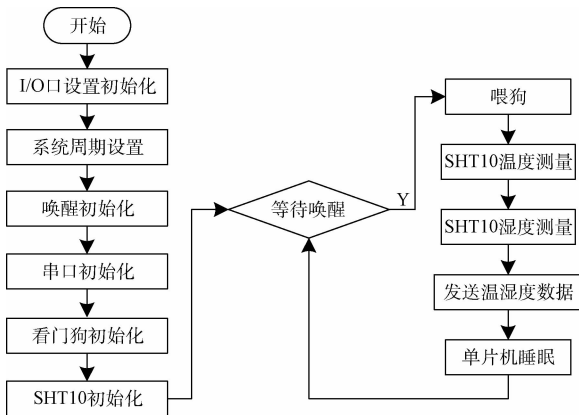 开始
I/O口设置初始化
系统周期设置
唤醒初始化
串口初始化
看门狗初始化
SHT10初始化
等待唤醒
Y
喂狗
SHT10温度测量
SHT10湿度测量
发送温湿度数据
单片机睡眠